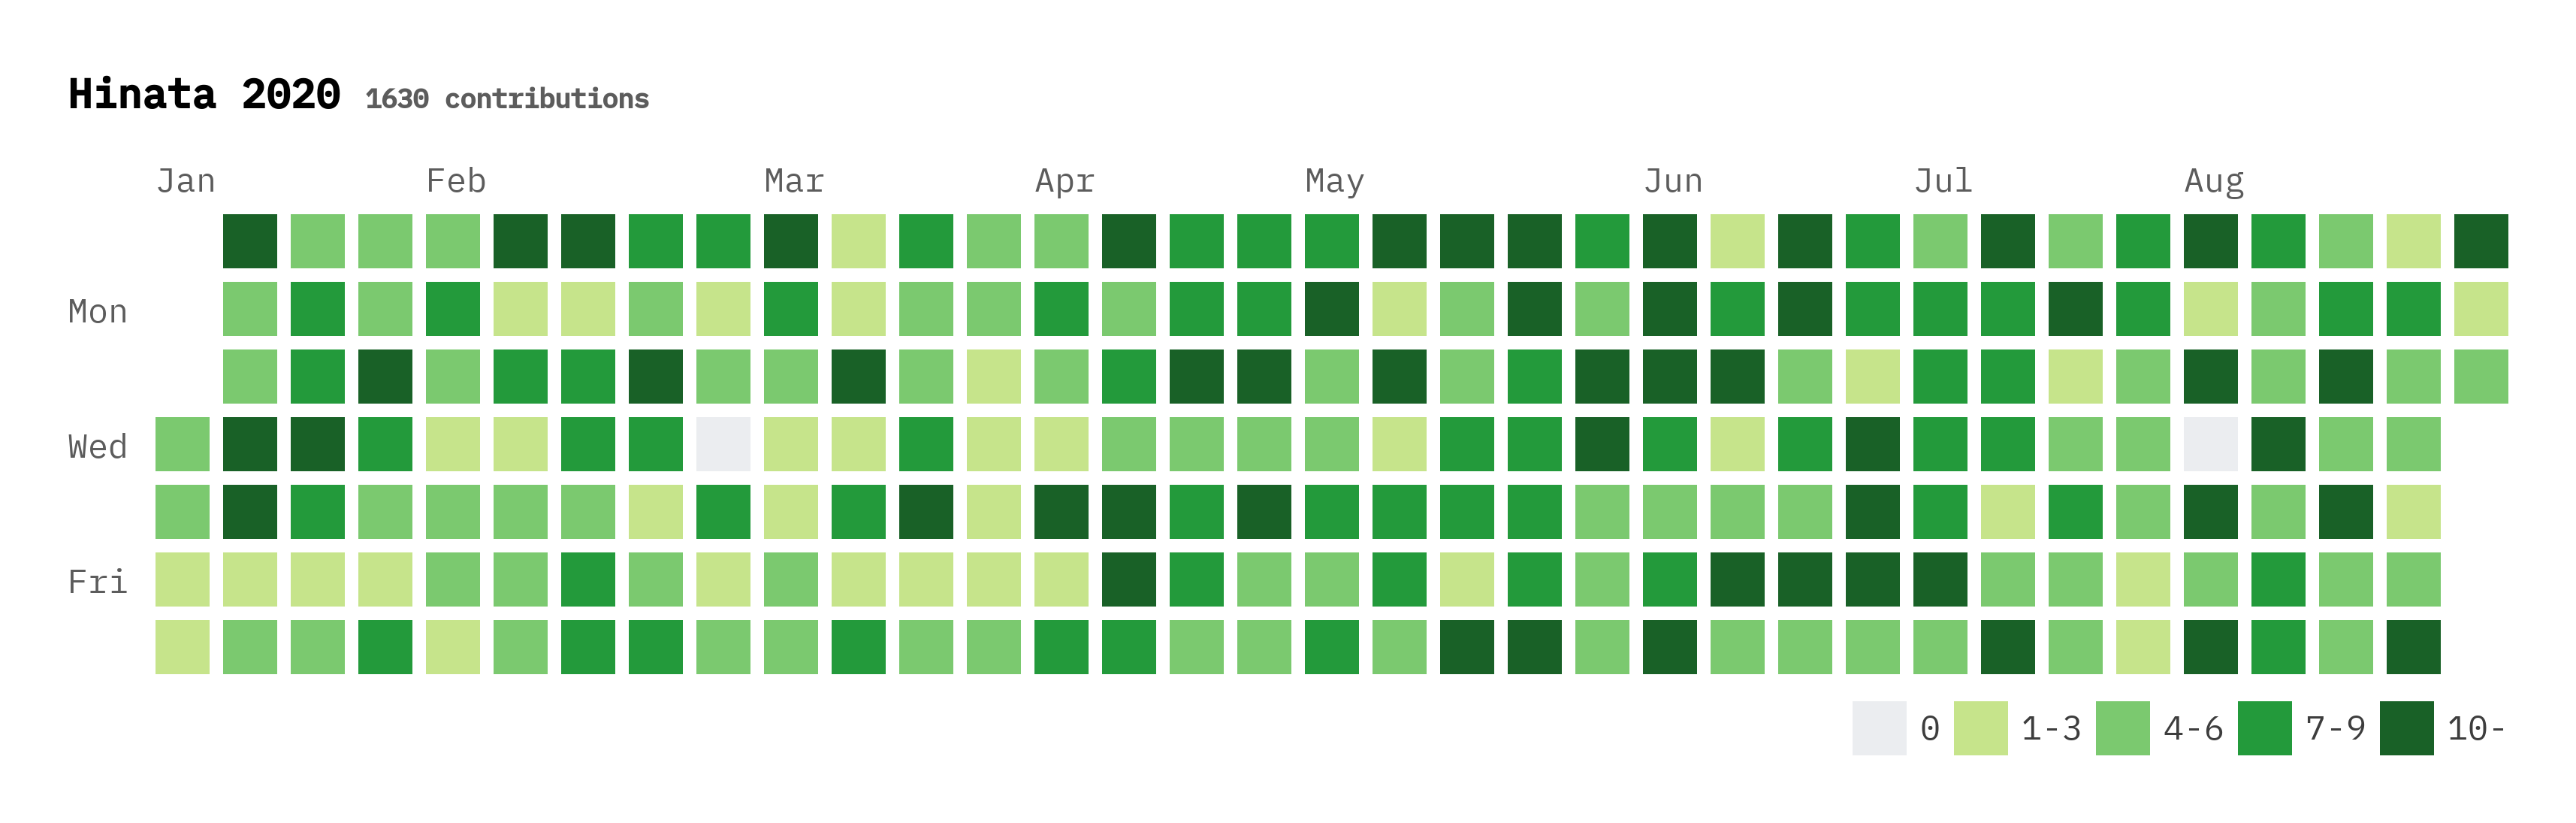 Hinata 2020 1630 contributions
Jan Feb Mar Apr May Jun Jul Aug
Mon
Wed
Fri
0 1-3 4-6 7-9 10-